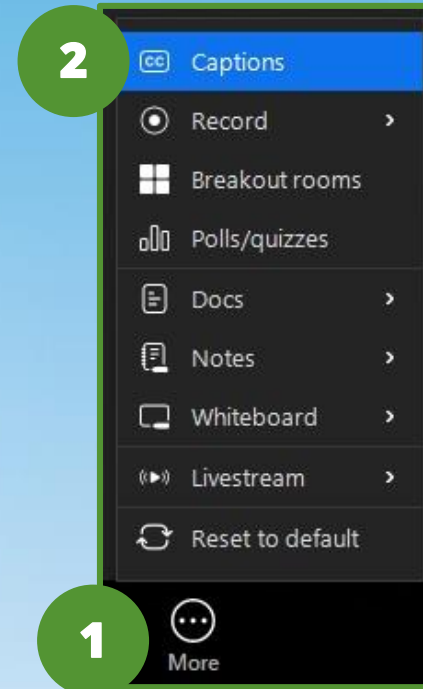 2
CC Captions
Record
Breakout rooms
Polls/quizzes
Docs
Notes
Whiteboard
Livestream
Reset to default
1
More